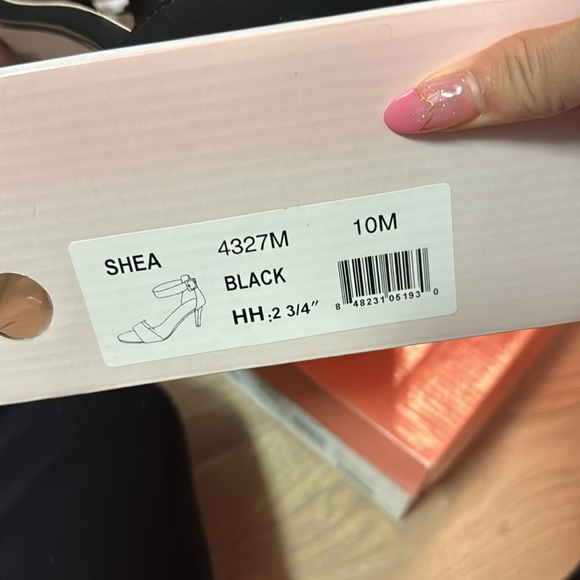 SHEA 4327M 10M
BLACK
HH:2 3/4"
8 48231 05193 0